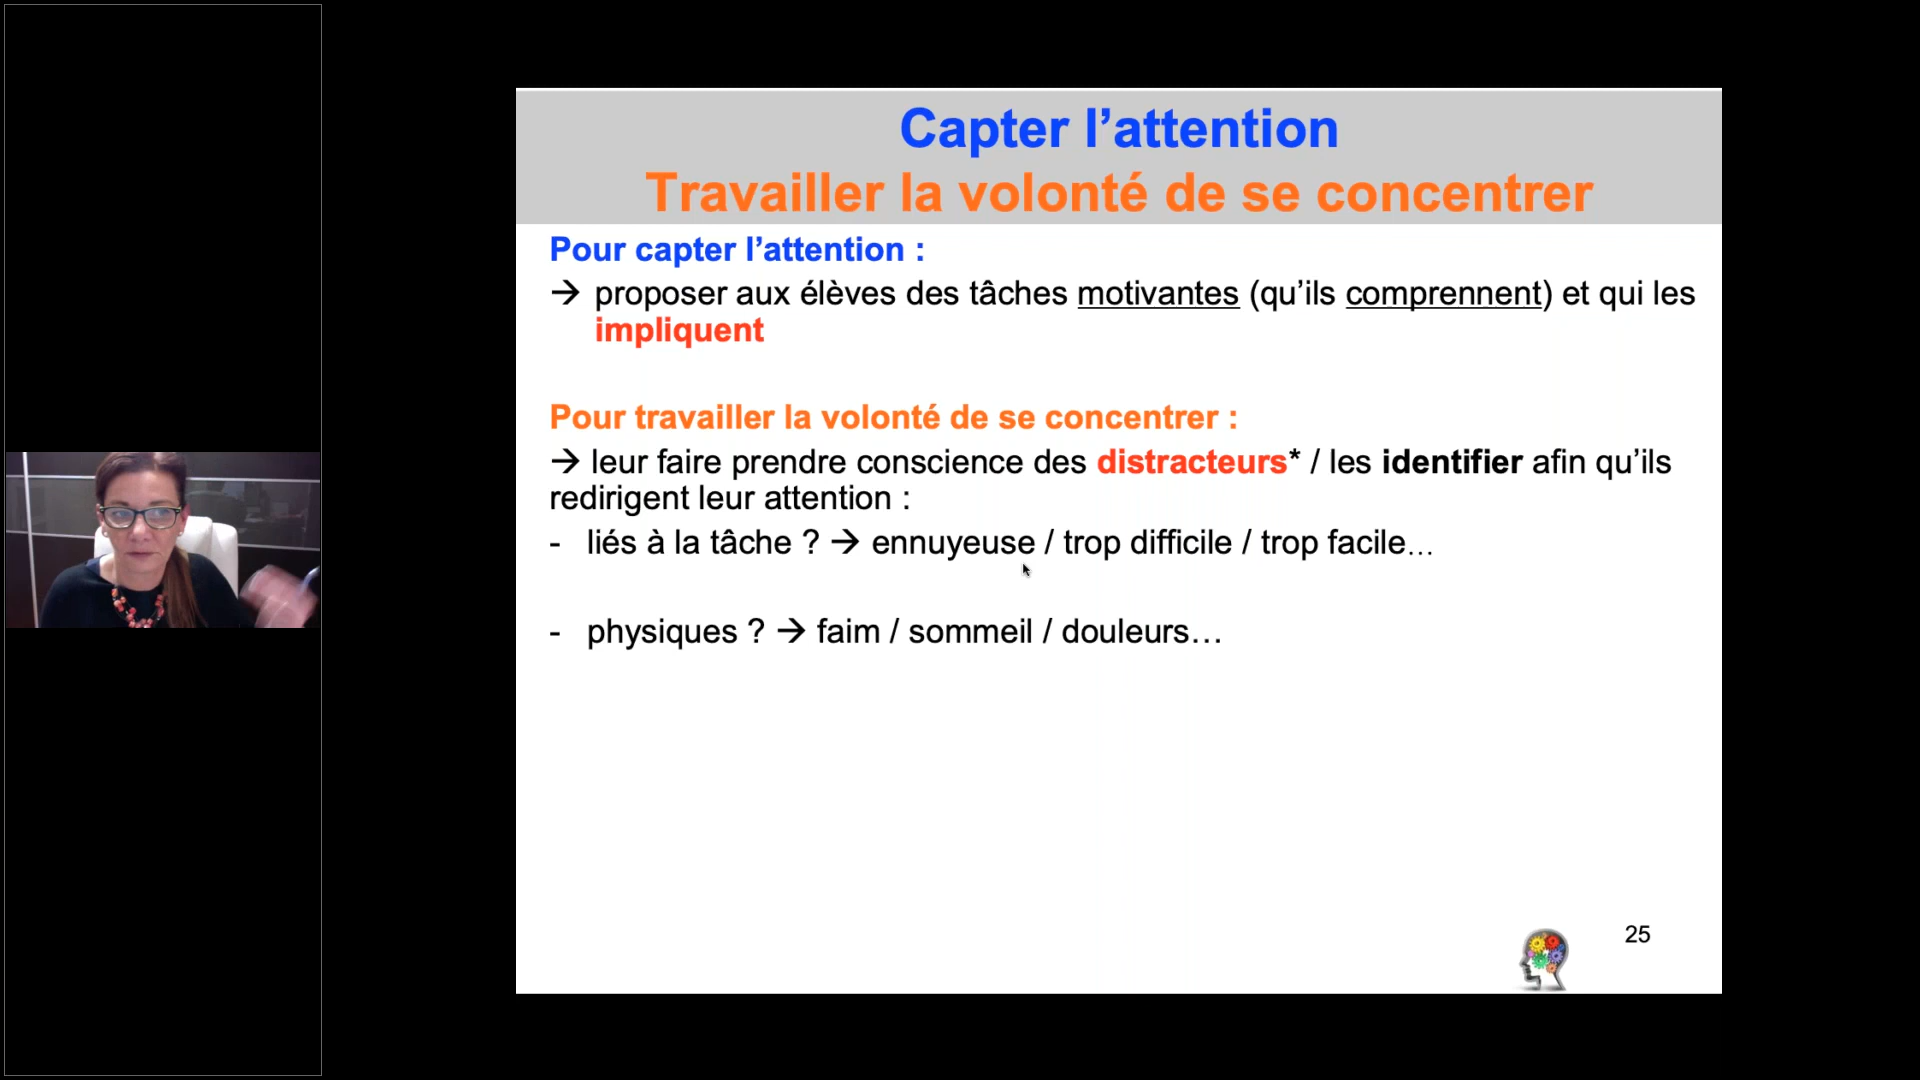 Capter l’attention
Travailler la volonté de se concentrer
Pour capter l’attention :
→ proposer aux élèves des tâches motivantes (qu’ils comprennent) et qui les
impliquent
Pour travailler la volonté de se concentrer :
→ leur faire prendre conscience des distracteurs* / les identifier afin qu’ils
redirigent leur attention :
- liés à la tâche ? → ennuyeuse / trop difficile / trop facile…
- physiques ? → faim / sommeil / douleurs…
25